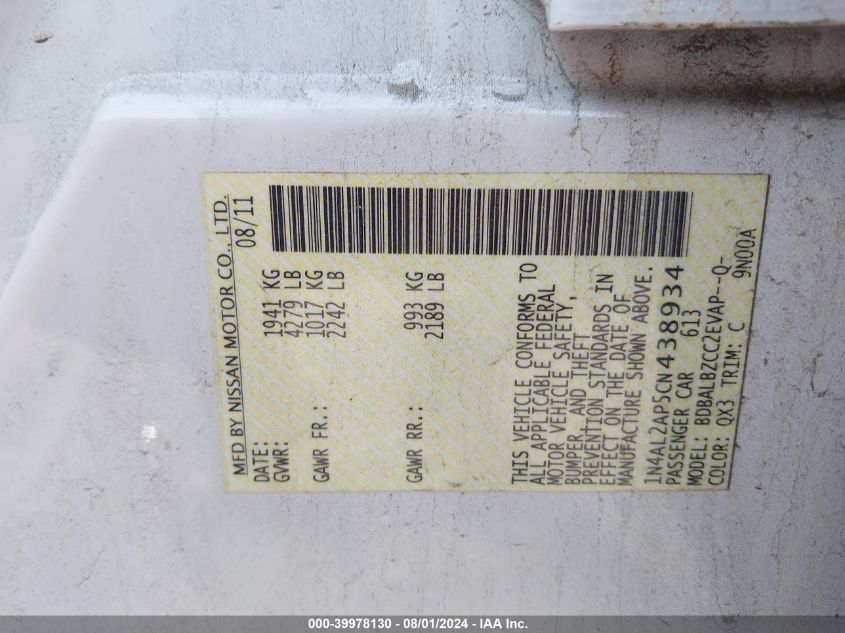 MFD BY NISSAN MOTOR CO., LTD.
DATE: 08/11
GVWR: 1941 KG
4279 LB
GAWR FR.: 1017 KG
2242 LB
GAWR RR.: 993 KG
2189 LB
THIS VEHICLE CONFORMS TO
ALL APPLICABLE FEDERAL
MOTOR VEHICLE SAFETY,
BUMPER, AND THEFT
PREVENTION STANDARDS IN
EFFECT ON THE DATE OF
MANUFACTURE SHOWN ABOVE.
1N4AL2AP5CN438934
PASSENGER CAR 613
MODEL: BDBALBZCC2EVAP--Q-
COLOR: QX3 TRIM: C 9N00A
000-39978130 - 08/01/2024 - IAA Inc.